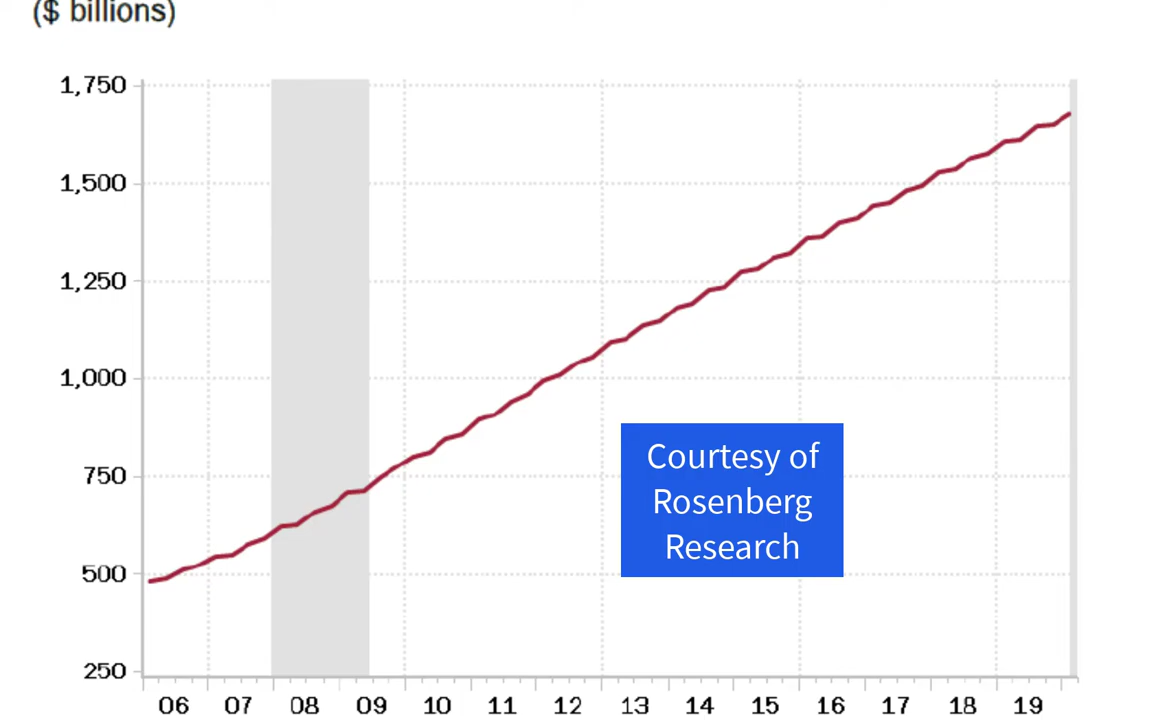 ($ billions)
1,750
1,500
1,250
1,000
750
500
250
Courtesy of
Rosenberg
Research
06 07 08 09 10 11 12 13 14 15 16 17 18 19